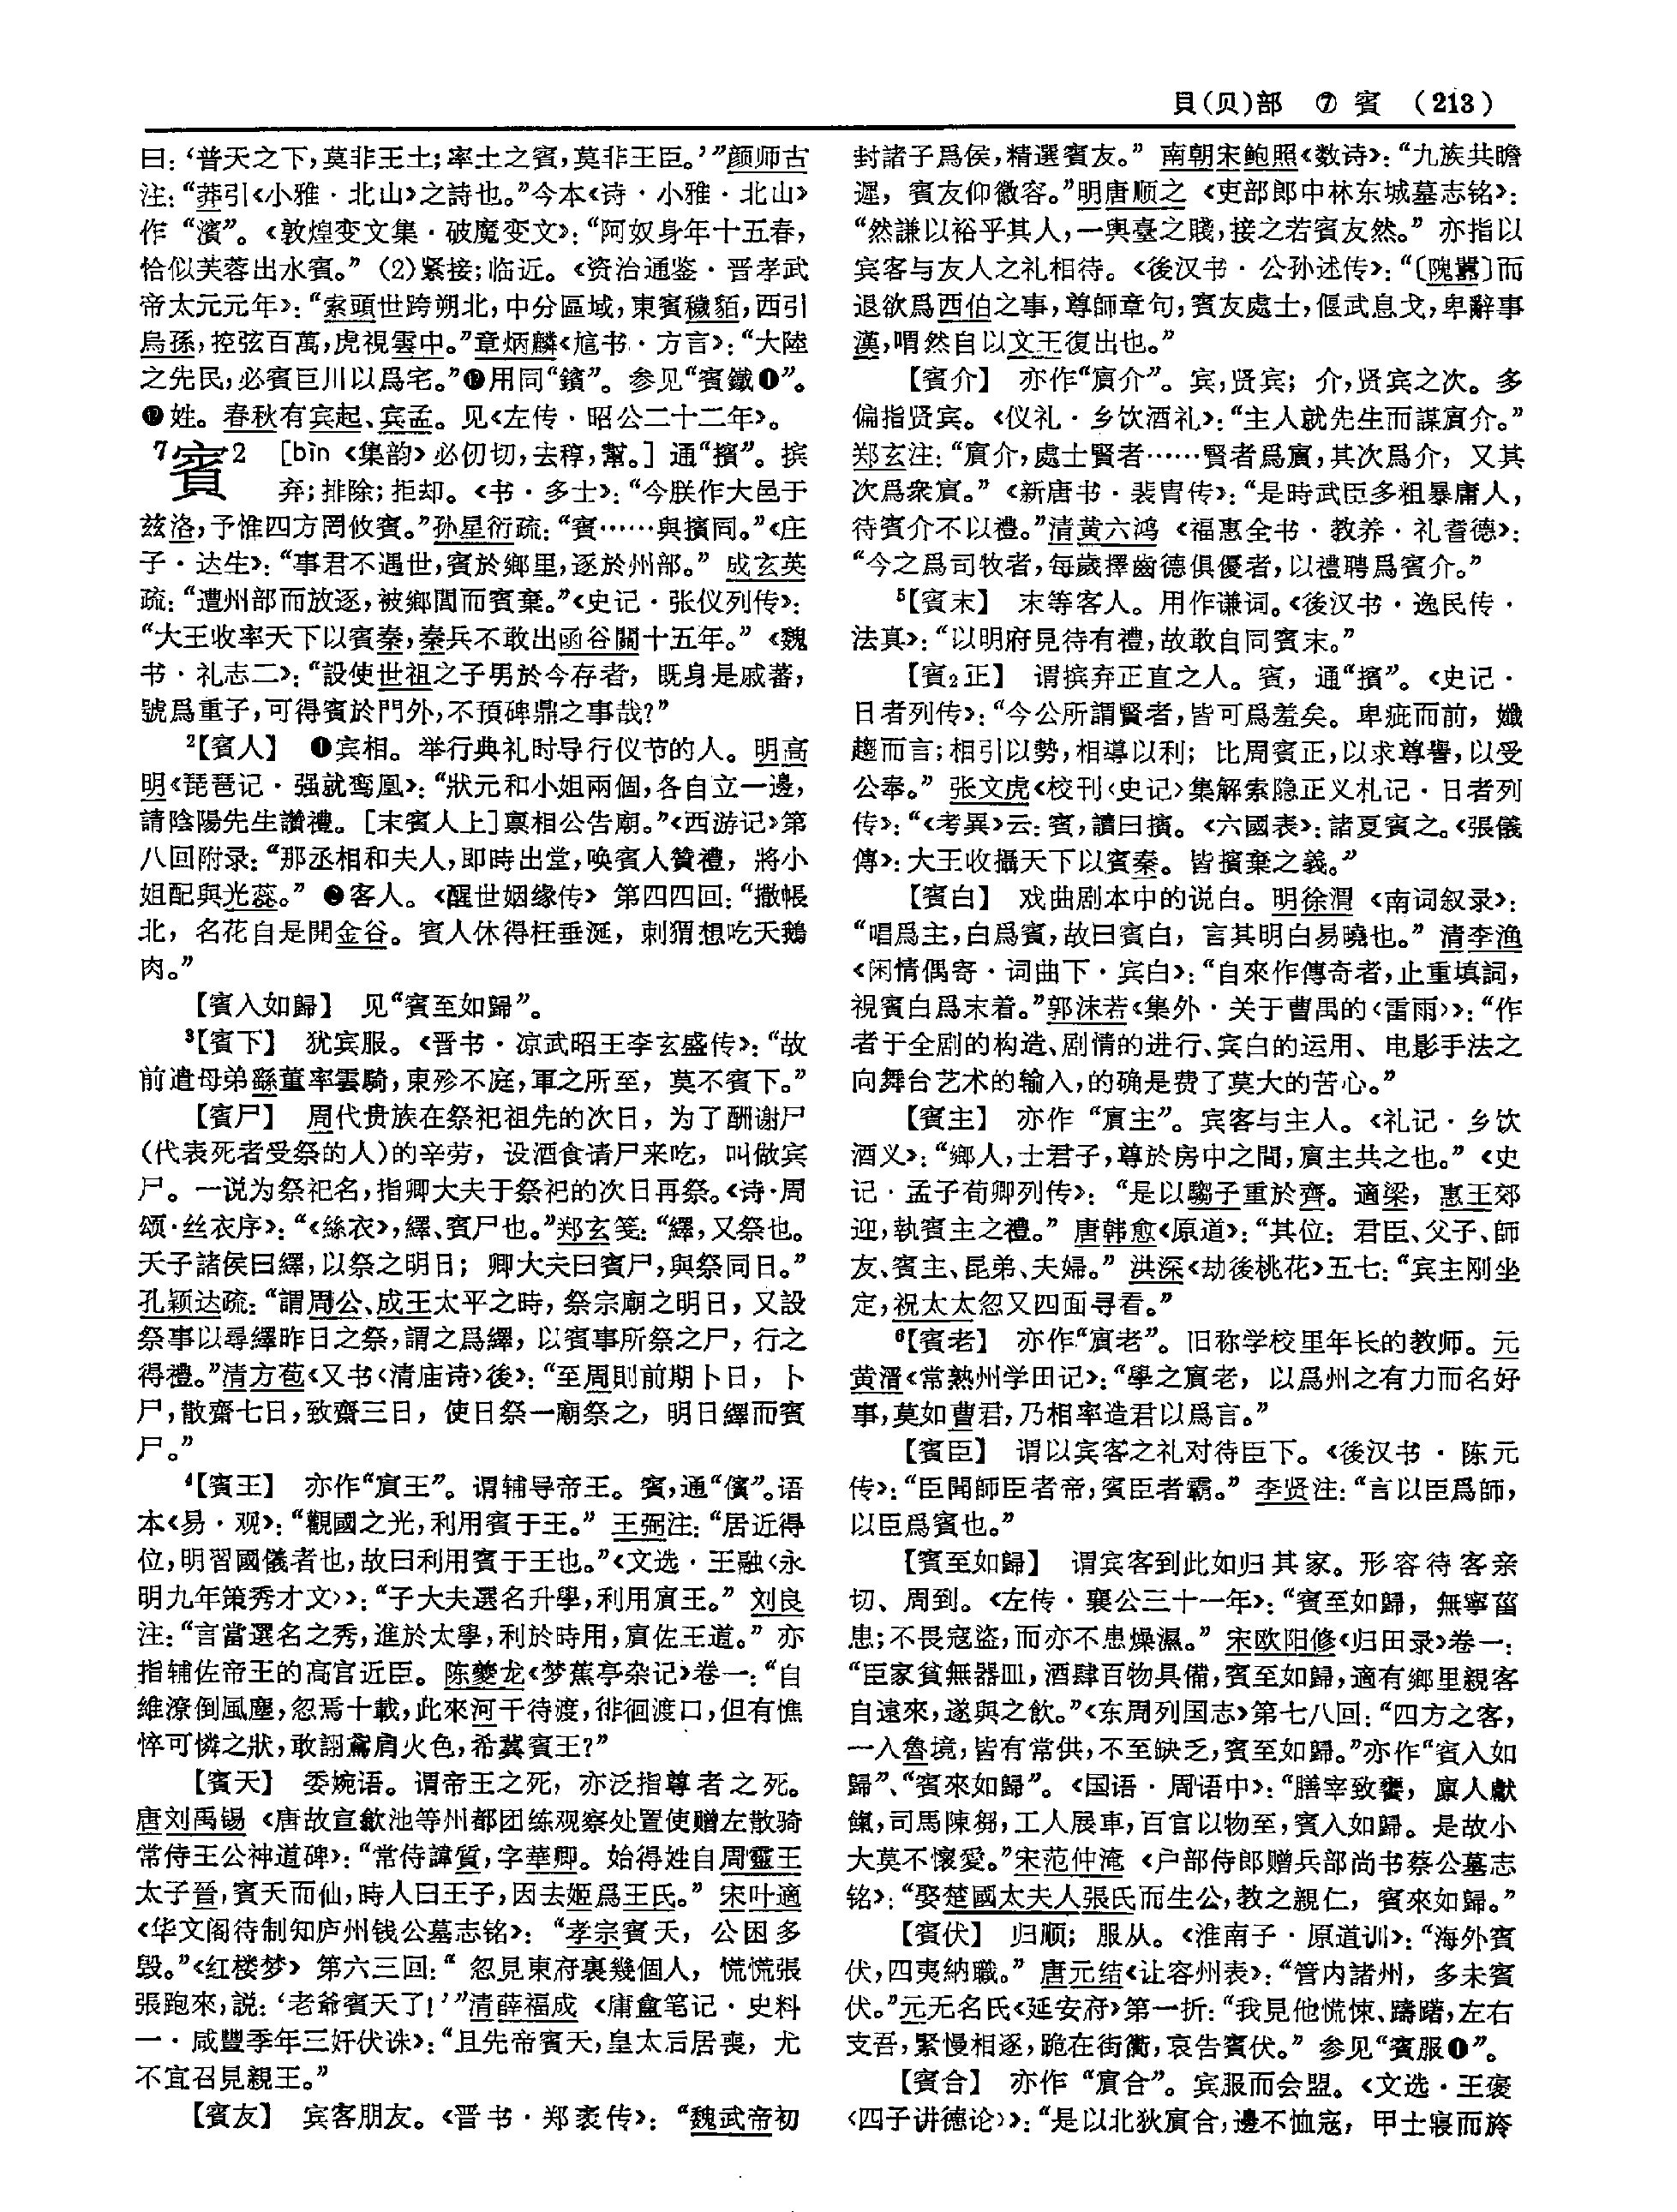 貝(贝)部 ⑦ 賓 (213)
曰：‘普天之下，莫非王土；率土之賓，莫非王臣。’”颜师古
注：“莽引《小雅·北山》之詩也。”今本《诗·小雅·北山》
作“濱”。《敦煌变文集·破魔变文》：“阿奴身年十五春，
恰似芙蓉出水賓。”(2)紧接；临近。《资治通鉴·晋孝武
帝太元元年》：“索頭世跨朔北，中分區域，東賓穢貊，西引
烏孫，控弦百萬，虎視雲中。”章炳麟《訄书·方言》：“大陸
之先民，必賓巨川以爲宅。”⓰用同“鑌”。参见“賓鐵❶”。
⓱姓。春秋有宾起、宾孟。见《左传·昭公二十二年》。
7賓2 [bìn《集韵》必仞切，去稕，幫。]通“擯”。摈
弃；排除；拒却。《书·多士》：“今朕作大邑于
兹洛，予惟四方罔攸賓。”孙星衍疏：“賓……與擯同。”《庄
子·达生》：“事君不遇世，賓於鄉里，逐於州部。”成玄英
疏：“遭州部而放逐，被鄉閭而賓棄。”《史记·张仪列传》：
“大王收率天下以賓秦，秦兵不敢出函谷關十五年。”《魏
书·礼志二》：“設使世祖之子男於今存者，既身是戚蕃，
號爲重子，可得賓於門外，不預碑鼎之事哉？”
2【賓人】 ❶宾相。举行典礼时导行仪节的人。明高
明《琵琶记·强就鸾凰》：“狀元和小姐兩個，各自立一邊，
請陰陽先生讚禮。[末賓人上]禀相公告廟。”《西游记》第
八回附录：“那丞相和夫人，即時出堂，唤賓人贊禮，將小
姐配與光蕊。”❷客人。《醒世姻缘传》第四四回：“撒帳
北，名花自是開金谷。賓人休得枉垂涎，刺猬想吃天鵝
肉。”
【賓入如歸】 见“賓至如歸”。
3【賓下】 犹宾服。《晋书·凉武昭王李玄盛传》：“故
前遣母弟繇董率雲騎，東殄不庭，軍之所至，莫不賓下。”
【賓尸】 周代贵族在祭祀祖先的次日，为了酬谢尸
(代表死者受祭的人)的辛劳，设酒食请尸来吃，叫做宾
尸。一说为祭祀名，指卿大夫于祭祀的次日再祭。《诗·周
颂·丝衣序》：“《絲衣》，繹、賓尸也。”郑玄笺：“繹，又祭也。
天子諸侯曰繹，以祭之明日；卿大夫曰賓尸，與祭同日。”
孔颖达疏：“謂周公、成王太平之時，祭宗廟之明日，又設
祭事以尋繹昨日之祭，謂之爲繹，以賓事所祭之尸，行之
得禮。”清方苞《又书〈清庙诗〉後》：“至周則前期卜日，卜
尸，散齋七日，致齋三日，使日祭一廟祭之，明日繹而賓
尸。”
4【賓王】 亦作“賔王”。谓辅导帝王。賓，通“儐”。语
本《易·观》：“觀國之光，利用賓于王。”王弼注：“居近得
位，明習國儀者也，故曰利用賓于王也。”《文选·王融〈永
明九年策秀才文〉》：“子大夫選名升學，利用賔王。”刘良
注：“言當選名之秀，進於太學，利於時用，賔佐王道。”亦
指辅佐帝王的高官近臣。陈夔龙《梦蕉亭杂记》卷一：“自
維潦倒風塵，忽焉十載，此來河干待渡，徘徊渡口，但有憔
悴可憐之狀，敢詡鳶肩火色，希冀賓王？”
【賓天】 委婉语。谓帝王之死，亦泛指尊者之死。
唐刘禹锡《唐故宣歙池等州都团练观察处置使赠左散骑
常侍王公神道碑》：“常侍諱質，字華卿。始得姓自周靈王
太子晉，賓天而仙，時人曰王子，因去姬爲王氏。”宋叶適
《华文阁待制知庐州钱公墓志铭》：“孝宗賓天，公困多
毁。”《红楼梦》第六三回：“忽見東府裏幾個人，慌慌張
張跑來，説：‘老爺賓天了！’”清薛福成《庸盦笔记·史料
一·咸豐季年三奸伏诛》：“且先帝賓天，皇太后居喪，尤
不宜召見親王。”
【賓友】 宾客朋友。《晋书·郑袤传》：“魏武帝初
封諸子爲侯，精選賓友。”南朝宋鲍照《数诗》：“九族共瞻
遲，賓友仰徽容。”明唐顺之《吏部郎中林东城墓志铭》：
“然謙以裕乎其人，一輿臺之賤，接之若賓友然。”亦指以
宾客与友人之礼相待。《後汉书·公孙述传》：“〔隗囂〕而
退欲爲西伯之事，尊師章句，賓友處士，偃武息戈，卑辭事
漢，喟然自以文王復出也。”
【賓介】 亦作“賔介”。宾，贤宾；介，贤宾之次。多
偏指贤宾。《仪礼·乡饮酒礼》：“主人就先生而謀賔介。”
郑玄注：“賔介，處士賢者……賢者爲賔，其次爲介，又其
次爲衆賔。”《新唐书·裴胄传》：“是時武臣多粗暴庸人，
待賓介不以禮。”清黄六鸿《福惠全书·教养·礼耆德》：
“今之爲司牧者，每歲擇齒德俱優者，以禮聘爲賓介。”
5【賓末】 末等客人。用作谦词。《後汉书·逸民传·
法真》：“以明府見待有禮，故敢自同賓末。”
【賓2正】 谓摈弃正直之人。賓，通“擯”。《史记·
日者列传》：“今公所謂賢者，皆可爲羞矣。卑疵而前，孅
趨而言；相引以勢，相導以利；比周賓正，以求尊譽，以受
公奉。”张文虎《校刊〈史记〉集解索隐正义札记·日者列
传》：“《考異》云：賓，讀曰擯。《六國表》：諸夏賓之。《張儀
傳》：大王收攝天下以賓秦。皆擯棄之義。”
【賓白】 戏曲剧本中的说白。明徐渭《南词叙录》：
“唱爲主，白爲賓，故曰賓白，言其明白易曉也。”清李渔
《闲情偶寄·词曲下·宾白》：“自來作傳奇者，止重填詞，
視賓白爲末着。”郭沫若《集外·关于曹禺的〈雷雨〉》：“作
者于全剧的构造、剧情的进行、宾白的运用、电影手法之
向舞台艺术的输入，的确是费了莫大的苦心。”
【賓主】 亦作“賔主”。宾客与主人。《礼记·乡饮
酒义》：“鄉人，士君子，尊於房中之間，賔主共之也。”《史
记·孟子荀卿列传》：“是以騶子重於齊。適梁，惠王郊
迎，執賓主之禮。”唐韩愈《原道》：“其位：君臣、父子、師
友、賓主、昆弟、夫婦。”洪深《劫後桃花》五七：“宾主刚坐
定，祝太太忽又四面寻看。”
6【賓老】 亦作“賔老”。旧称学校里年长的教师。元
黄溍《常熟州学田记》：“學之賔老，以爲州之有力而名好
事，莫如曹君，乃相率造君以爲言。”
【賓臣】 谓以宾客之礼对待臣下。《後汉书·陈元
传》：“臣聞師臣者帝，賓臣者霸。”李贤注：“言以臣爲師，
以臣爲賓也。”
【賓至如歸】 谓宾客到此如归其家。形容待客亲
切、周到。《左传·襄公三十一年》：“賓至如歸，無寧菑
患；不畏寇盜，而亦不患燥濕。”宋欧阳修《归田录》卷一：
“臣家貧無器皿，酒肆百物具備，賓至如歸，適有鄉里親客
自遠來，遂與之飲。”《东周列国志》第七八回：“四方之客，
一入魯境，皆有常供，不至缺乏，賓至如歸。”亦作“賓入如
歸”、“賓來如歸”。《国语·周语中》：“膳宰致饔，廩人獻
餼，司馬陳芻，工人展車，百官以物至，賓入如歸。是故小
大莫不懷愛。”宋范仲淹《户部侍郎赠兵部尚书蔡公墓志
铭》：“娶楚國太夫人張氏而生公，教之親仁，賓來如歸。”
【賓伏】 归顺；服从。《淮南子·原道训》：“海外賓
伏，四夷納職。”唐元结《让容州表》：“管内諸州，多未賓
伏。”元无名氏《延安府》第一折：“我見他慌悚、躊躇，左右
支吾，緊慢相逐，跪在街衢，哀告賓伏。”参见“賓服❶”。
【賓合】 亦作“賔合”。宾服而会盟。《文选·王褒
〈四子讲德论〉》：“是以北狄賔合，邊不恤寇，甲士寢而旍